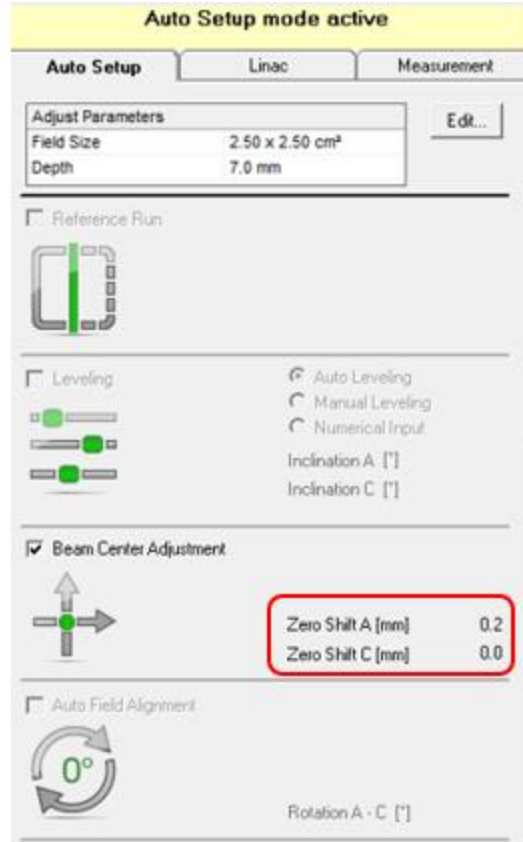 Auto Setup mode active
Auto Setup Linac Measurement
Adjust Parameters
Edit...
Field Size 2.50 x 2.50 cm²
Depth 7.0 mm
Reference Run
Leveling
Auto Leveling
Manual Leveling
Numerical Input
Inclination A [°]
Inclination C [°]
Beam Center Adjustment
Zero Shift A [mm] 0.2
Zero Shift C [mm] 0.0
Auto Field Alignment
0°
Rotation A - C [°]